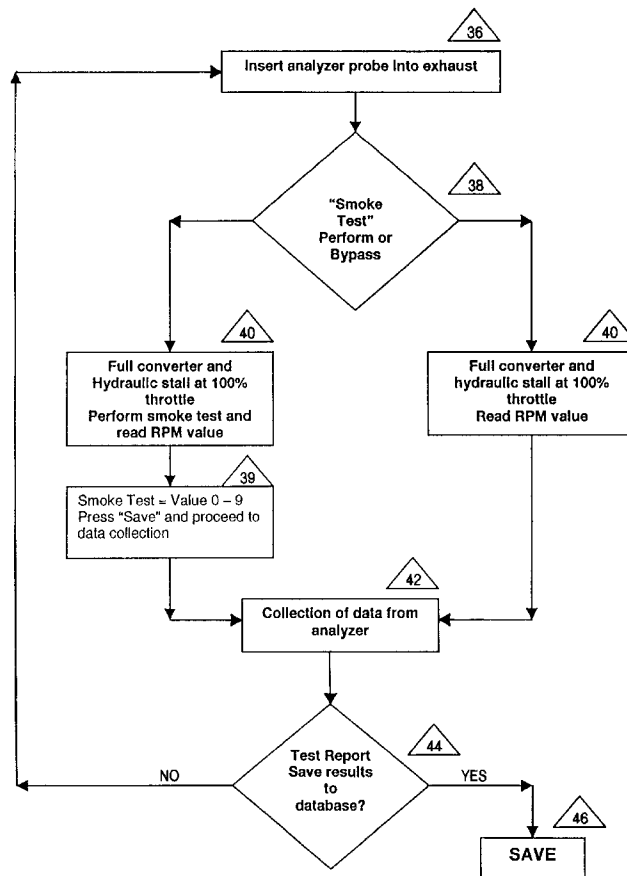 36
Insert analyzer probe Into exhaust
38
“Smoke
Test”
Perform or
Bypass
40
Full converter and
Hydraulic stall at 100%
throttle
Perform smoke test and
read RPM value
40
Full converter and
hydraulic stall at 100%
throttle
Read RPM value
39
Smoke Test = Value 0 – 9
Press “Save” and proceed to
data collection
42
Collection of data from
analyzer
44
Test Report
Save results
to
database?
NO
YES
46
SAVE